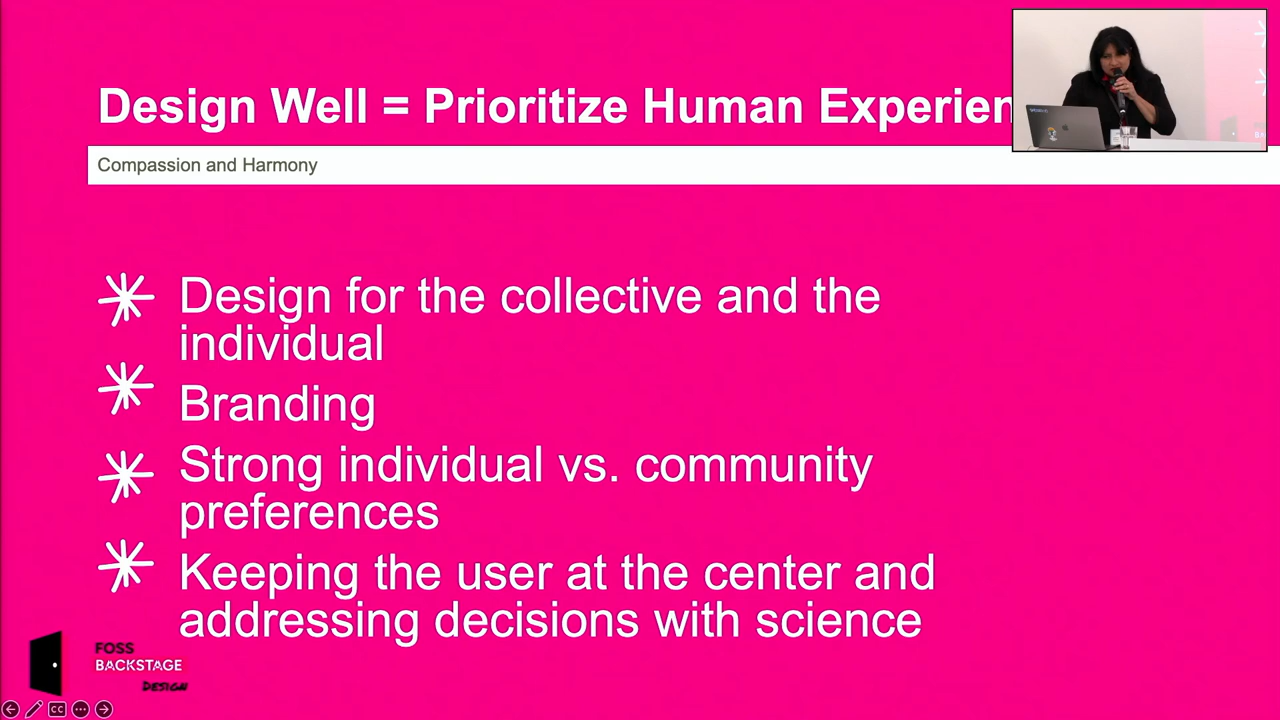 Design Well = Prioritize Human Experien
Compassion and Harmony
Design for the collective and the
individual
Branding
Strong individual vs. community
preferences
Keeping the user at the center and
addressing decisions with science
FOSS
BACKSTAGE
DESIGN
CC